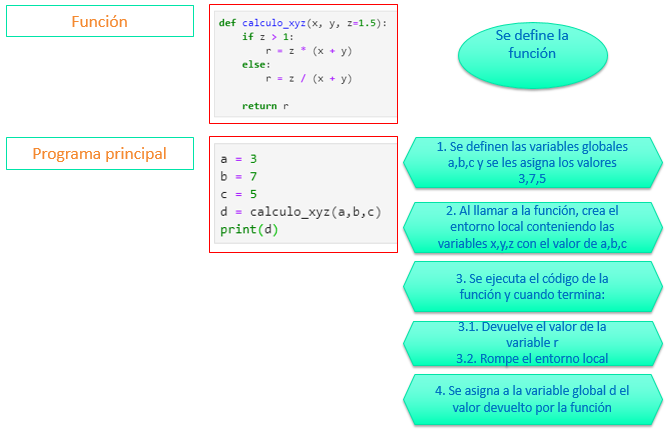 Función
def calculo_xyz(x, y, z=1.5):
    if z > 1:
        r = z * (x + y)
    else:
        r = z / (x + y)
    return r
Se define la
función
Programa principal
a = 3
b = 7
c = 5
d = calculo_xyz(a,b,c)
print(d)
1. Se definen las variables globales
a,b,c y se les asigna los valores
3,7,5
2. Al llamar a la función, crea el
entorno local conteniendo las
variables x,y,z con el valor de a,b,c
3. Se ejecuta el código de la
función y cuando termina:
3.1. Devuelve el valor de la
variable r
3.2. Rompe el entorno local
4. Se asigna a la variable global d el
valor devuelto por la función